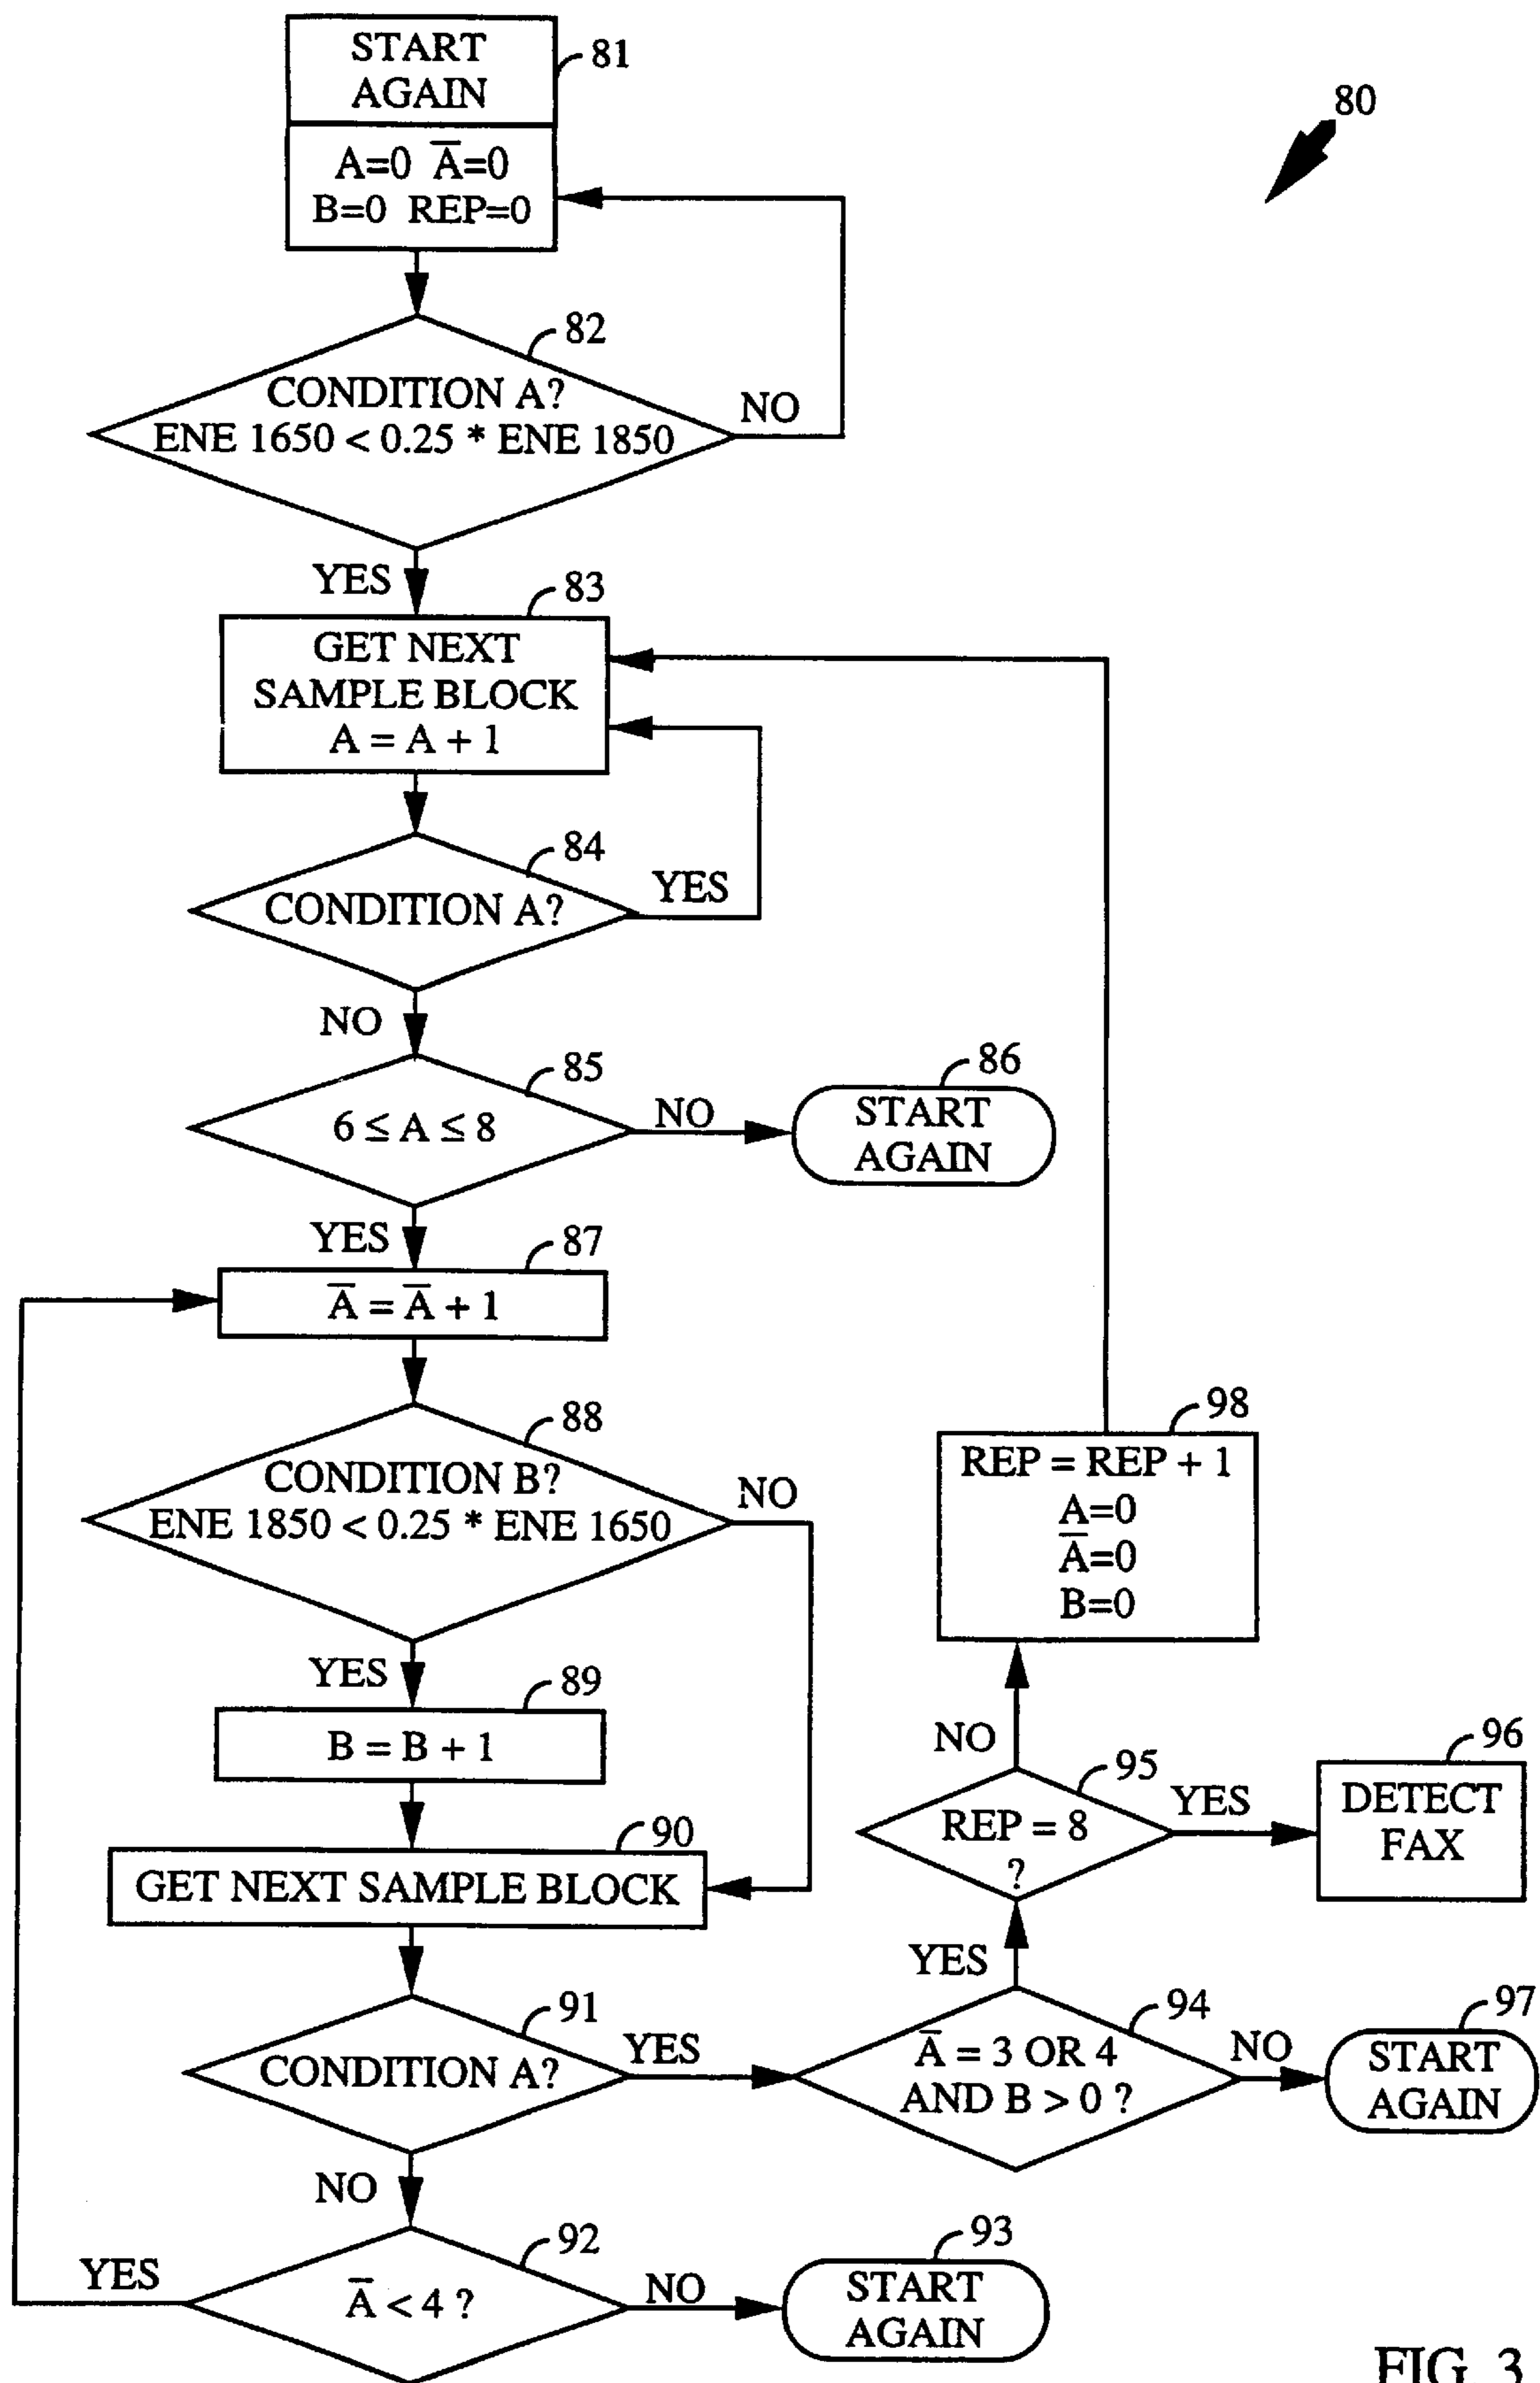 START
AGAIN
81
80
A=0 A̅=0
B=0 REP=0
82
CONDITION A?
ENE 1650 < 0.25 * ENE 1850
NO
YES
83
GET NEXT
SAMPLE BLOCK
A = A + 1
84
CONDITION A?
YES
NO
85
6 ≤ A ≤ 8
NO
86
START
AGAIN
YES
87
A̅ = A̅ + 1
88
CONDITION B?
ENE 1850 < 0.25 * ENE 1650
NO
YES
89
B = B + 1
90
GET NEXT SAMPLE BLOCK
91
CONDITION A?
YES
NO
92
A̅ < 4 ?
YES
NO
93
START
AGAIN
94
A̅ = 3 OR 4
AND B > 0 ?
NO
97
START
AGAIN
YES
95
REP = 8
?
YES
96
DETECT
FAX
NO
98
REP = REP + 1
A=0
A̅=0
B=0
FIG. 3